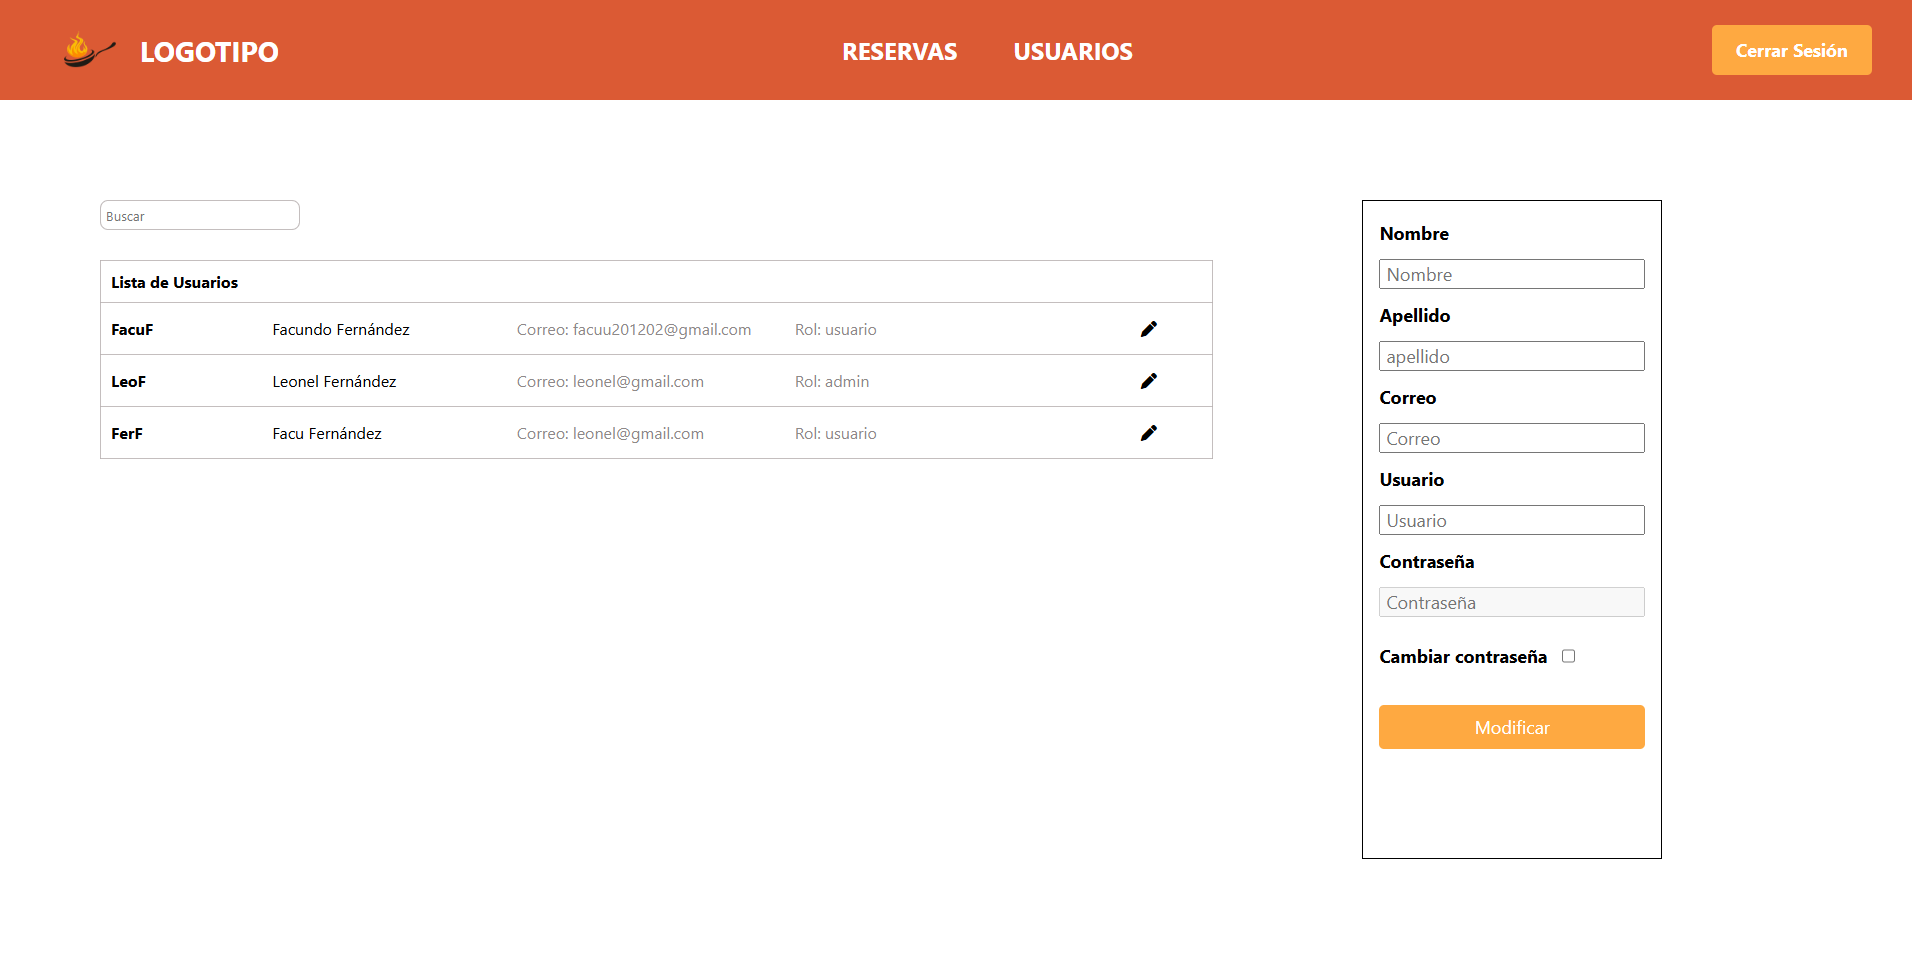 LOGOTIPO
RESERVAS USUARIOS
Cerrar Sesión
Buscar
Lista de Usuarios
FacuF Facundo Fernández Correo: facuu201202@gmail.com Rol: usuario
LeoF Leonel Fernández Correo: leonel@gmail.com Rol: admin
FerF Facu Fernández Correo: leonel@gmail.com Rol: usuario
Nombre
Nombre
Apellido
apellido
Correo
Correo
Usuario
Usuario
Contraseña
Contraseña
Cambiar contraseña
Modificar